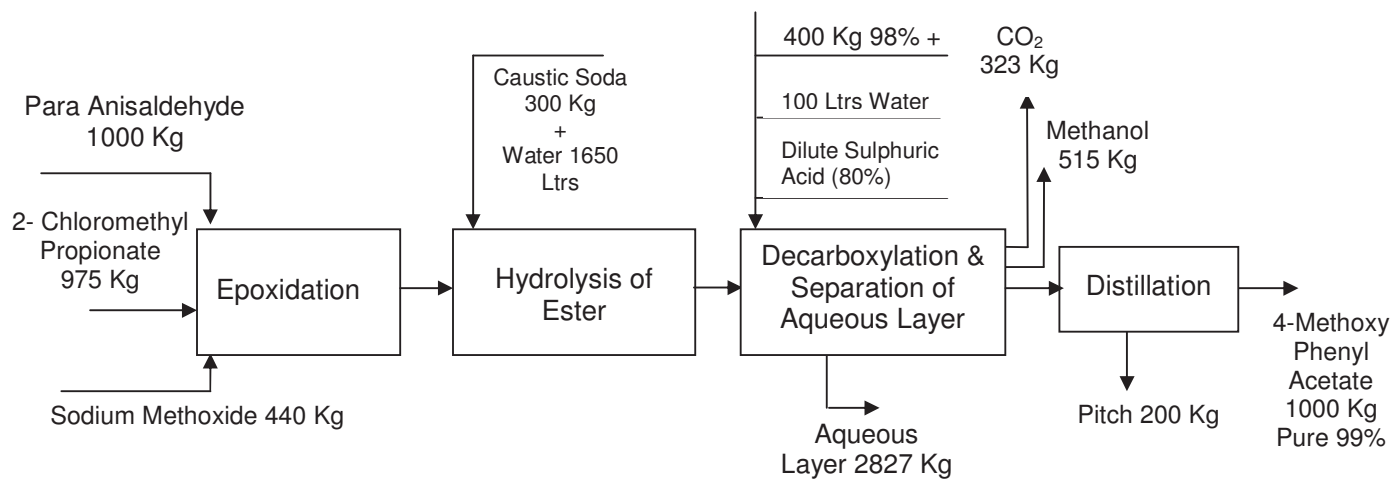 Para Anisaldehyde
1000 Kg
2- Chloromethyl
Propionate
975 Kg
Sodium Methoxide 440 Kg
Epoxidation
Caustic Soda
300 Kg
+
Water 1650
Ltrs
Hydrolysis of
Ester
400 Kg 98% +
100 Ltrs Water
Dilute Sulphuric
Acid (80%)
Decarboxylation &
Separation of
Aqueous Layer
CO₂
323 Kg
Methanol
515 Kg
Aqueous
Layer 2827 Kg
Distillation
Pitch 200 Kg
4-Methoxy
Phenyl
Acetate
1000 Kg
Pure 99%